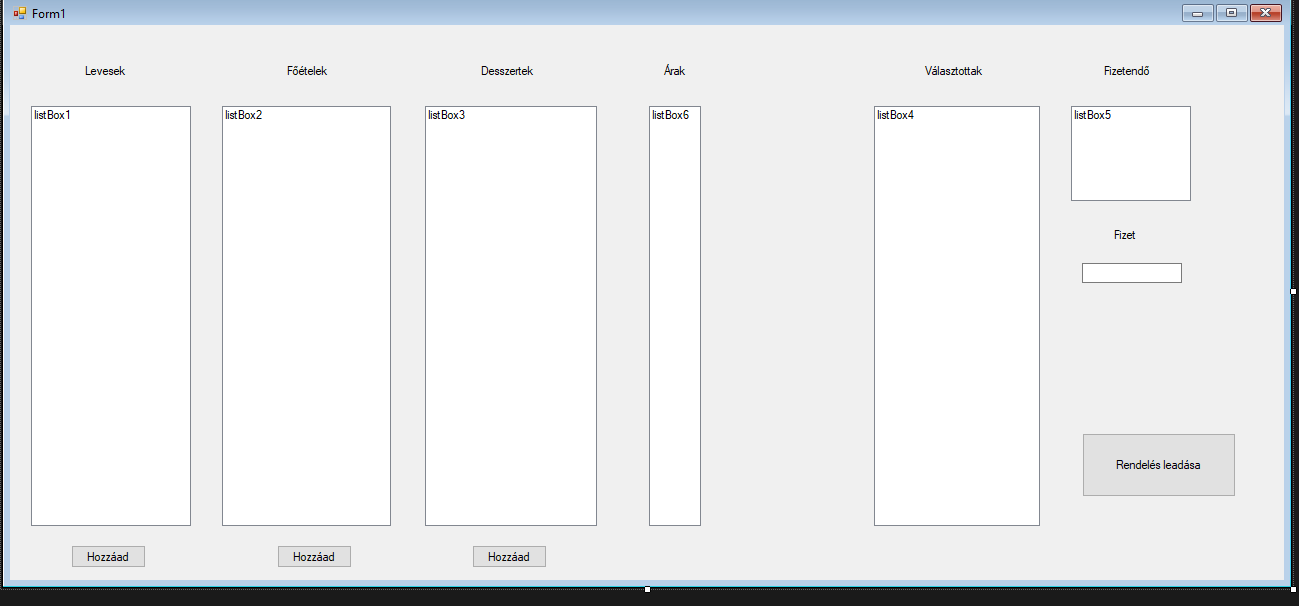 Form1
Levesek
Főételek
Desszertek
Árak
Választottak
Fizetendő
listBox1
listBox2
listBox3
listBox6
listBox4
listBox5
Fizet
Rendelés leadása
Hozzáad
Hozzáad
Hozzáad